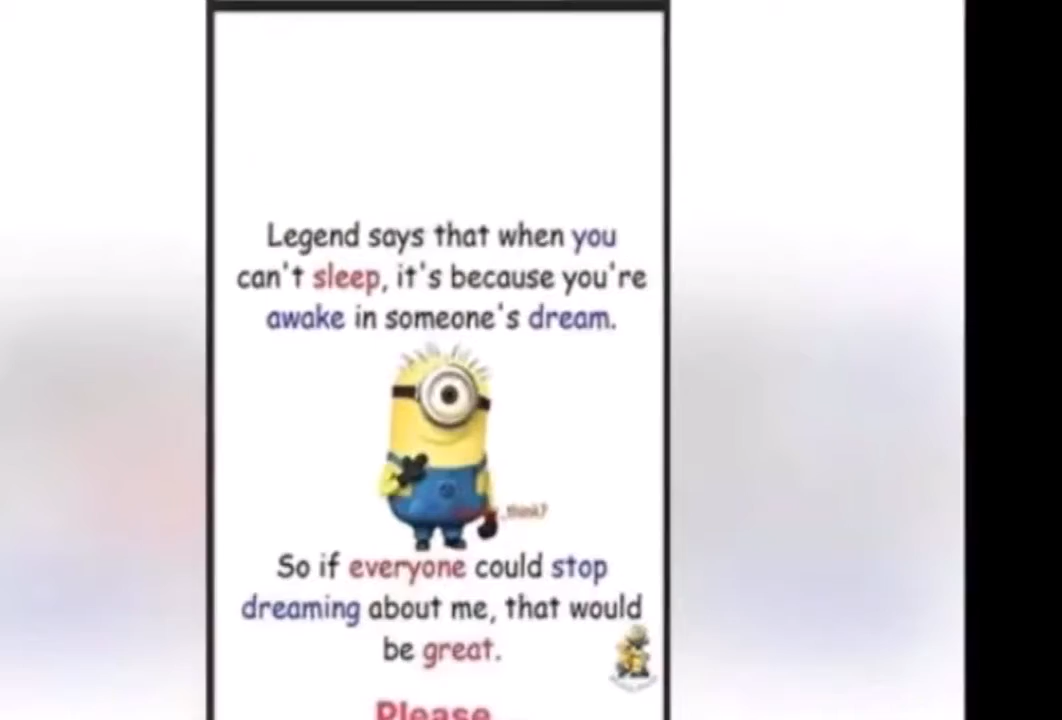 Legend says that when you
can't sleep, it's because you're
awake in someone's dream.
think?
So if everyone could stop
dreaming about me, that would
be great.
Please...